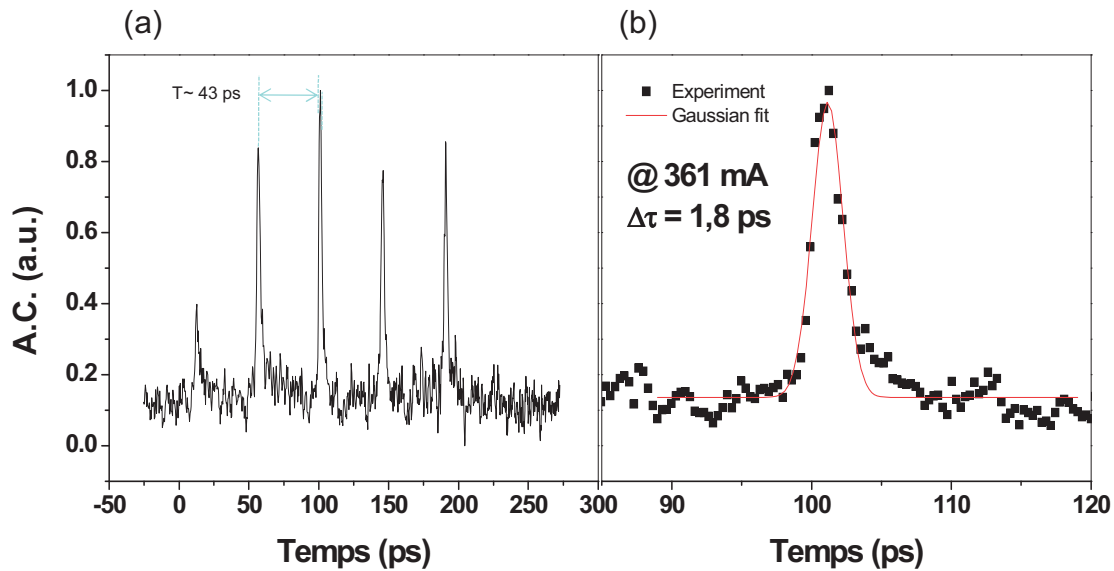 (a)
(b)
A.C. (a.u.)
1.0
0.8
0.6
0.4
0.2
0.0
T~ 43 ps
-50 0 50 100 150 200 250 300
Temps (ps)
Experiment
Gaussian fit
@ 361 mA
Δτ = 1,8 ps
90 100 110 120
Temps (ps)